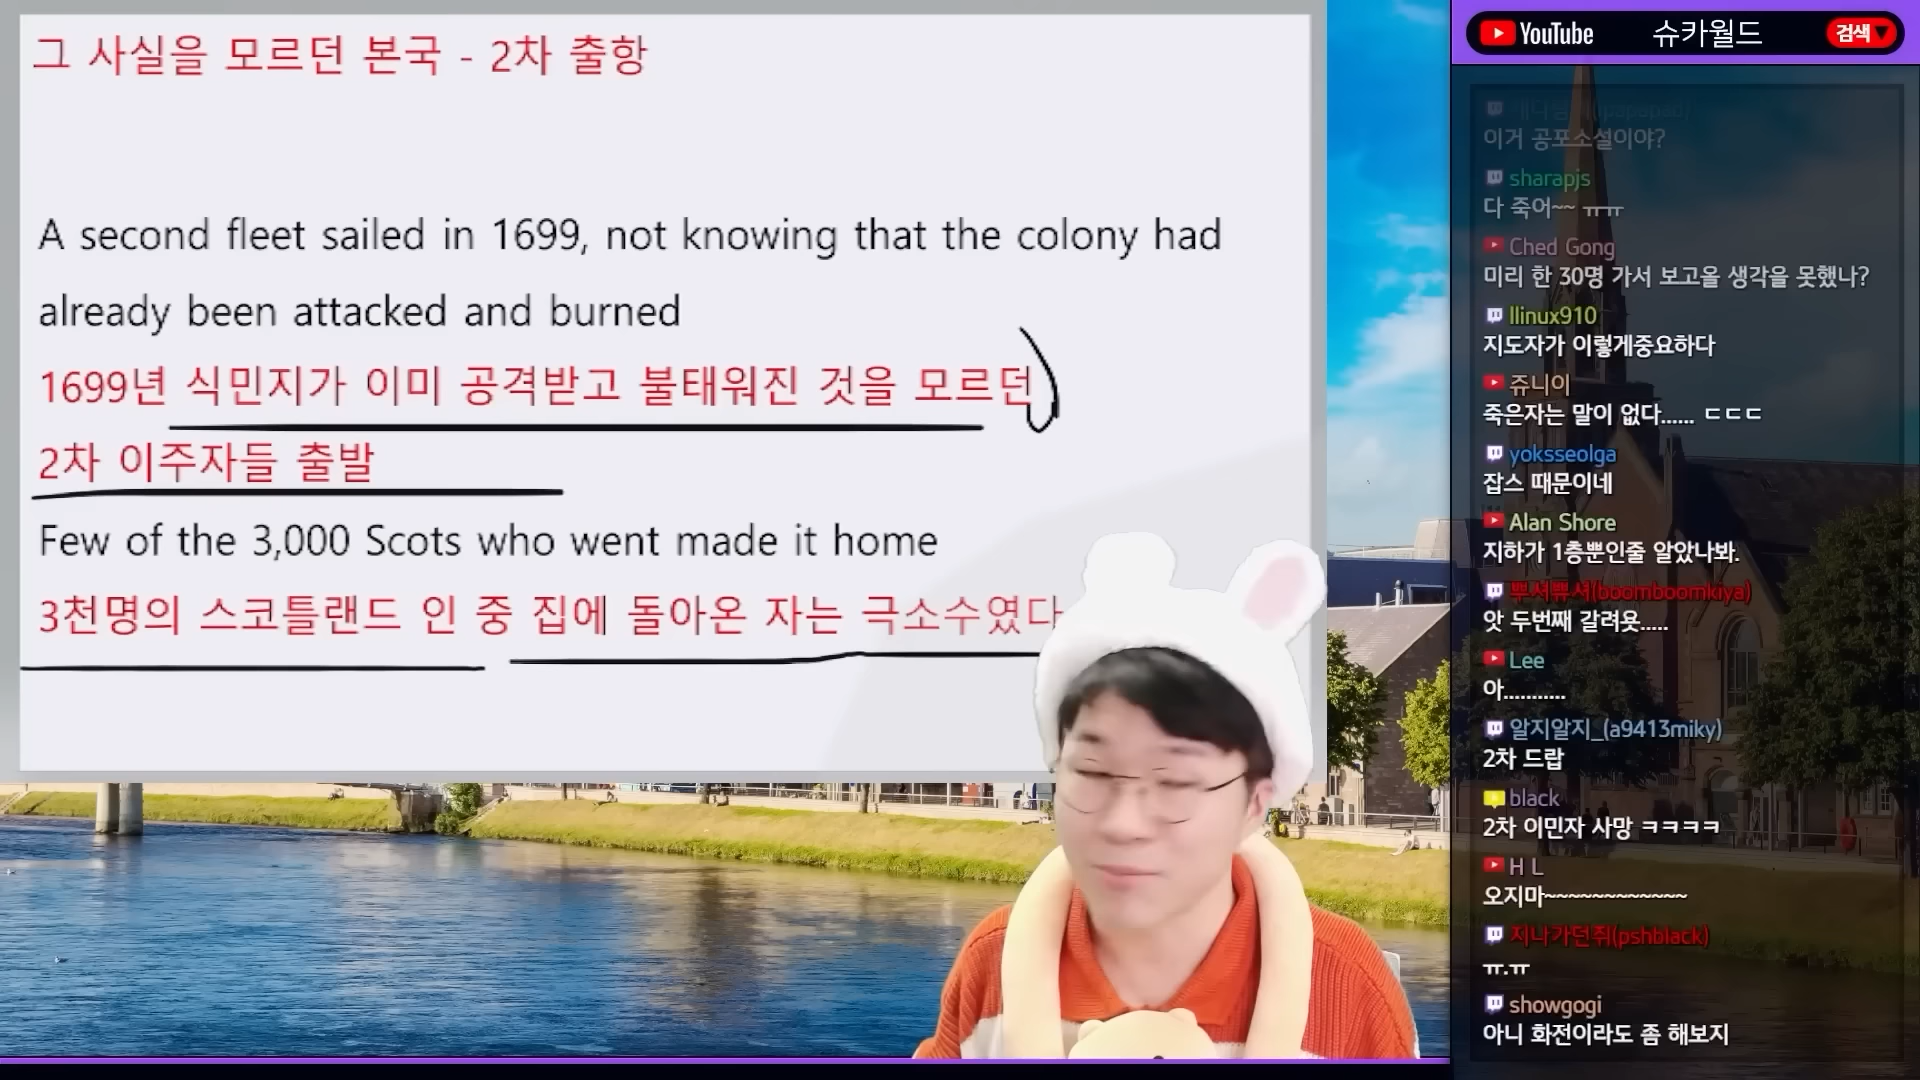 그 사실을 모르던 본국 - 2차 출항
A second fleet sailed in 1699, not knowing that the colony had
already been attacked and burned
1699년 식민지가 이미 공격받고 불태워진 것을 모르던
2차 이주자들 출발
Few of the 3,000 Scots who went made it home
3천명의 스코틀랜드 인 중 집에 돌아온 자는 극소수였다
YouTube 슈카월드 검색
이거 공포소설이야?
sharapjs
다 죽어~~ ㅠㅠ
Ched Gong
미리 한 30명 가서 보고올 생각을 못했나?
llinux910
지도자가 이렇게중요하다
쥬니이
죽은자는 말이 없다...... ㄷㄷㄷ
yoksseolga
잡스 때문이네
Alan Shore
지하가 1층뿐인줄 알았나봐.
뿌셔쀼셔(boomboomkiya)
앗 두번째 갈려욧.....
Lee
아...........
알지알지_(a9413miky)
2차 드랍
black
2차 이민자 사망 ㅋㅋㅋㅋ
H L
오지마~~~~~~~~~~~~
지나가던쥐(pshblack)
ㅠ.ㅠ
showgogi
아니 화전이라도 좀 해보지